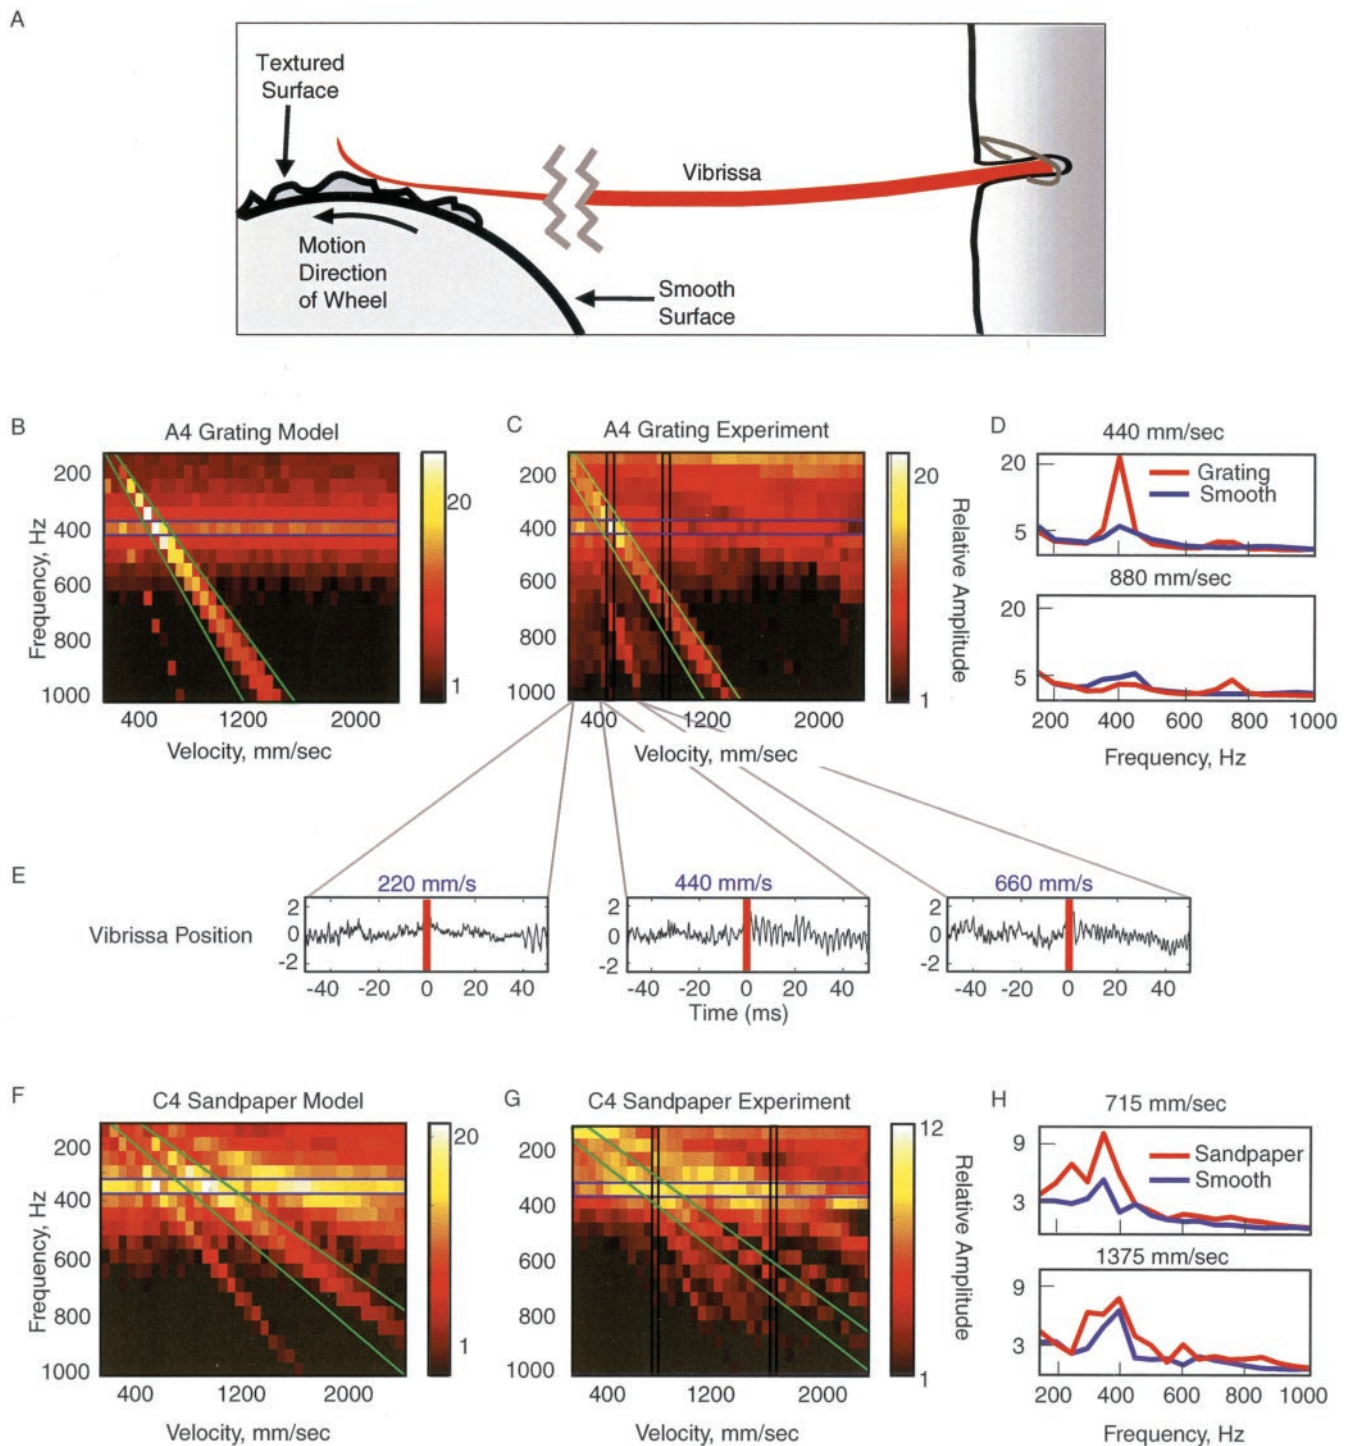 A
Textured
Surface
Vibrissa
Motion
Direction
of Wheel
Smooth
Surface
B
A4 Grating Model
Frequency, Hz
200
400
600
800
1000
400
1200
2000
Velocity, mm/sec
20
1
C
A4 Grating Experiment
200
400
600
800
1000
400
1200
2000
Velocity, mm/sec
20
1
Relative Amplitude
D
440 mm/sec
20
5
Grating
Smooth
880 mm/sec
20
5
200
400
600
800
1000
Frequency, Hz
E
Vibrissa Position
220 mm/s
2
0
-2
-40
-20
0
20
40
440 mm/s
2
0
-2
-40
-20
0
20
40
Time (ms)
660 mm/s
2
0
-2
-40
-20
0
20
40
F
C4 Sandpaper Model
Frequency, Hz
200
400
600
800
1000
400
1200
2000
Velocity, mm/sec
20
1
G
C4 Sandpaper Experiment
200
400
600
800
1000
400
1200
2000
Velocity, mm/sec
12
1
Relative Amplitude
H
715 mm/sec
9
3
Sandpaper
Smooth
1375 mm/sec
9
3
200
400
600
800
1000
Frequency, Hz